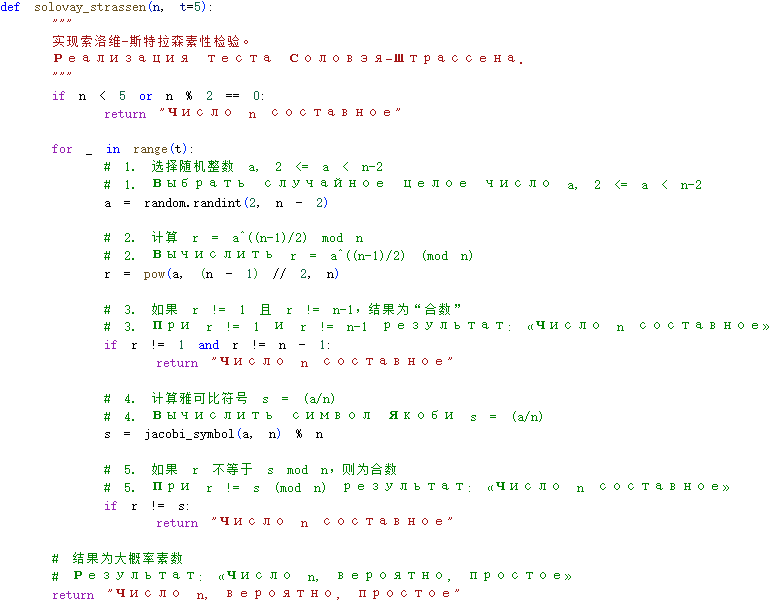 def solovay_strassen(n, t=5):
"""
实现索洛维-斯特拉森素性检验。
Реализация теста Соловэя-Штрассена.
"""
if n < 5 or n % 2 == 0:
return "Число n составное"
for _ in range(t):
# 1. 选择随机整数 a, 2 <= a < n-2
# 1. Выбрать случайное целое число a, 2 <= a < n-2
a = random.randint(2, n - 2)
# 2. 计算 r = a^((n-1)/2) mod n
# 2. Вычислить r = a^((n-1)/2) (mod n)
r = pow(a, (n - 1) // 2, n)
# 3. 如果 r != 1 且 r != n-1,结果为“合数”
# 3. При r != 1 и r != n-1 результат: «Число n составное»
if r != 1 and r != n - 1:
return "Число n составное"
# 4. 计算雅可比符号 s = (a/n)
# 4. Вычислить символ Якоби s = (a/n)
s = jacobi_symbol(a, n) % n
# 5. 如果 r 不等于 s mod n,则为合数
# 5. При r != s (mod n) результат: «Число n составное»
if r != s:
return "Число n составное"
# 结果为大概率素数
# Результат: «Число n, вероятно, простое»
return "Число n, вероятно, простое"